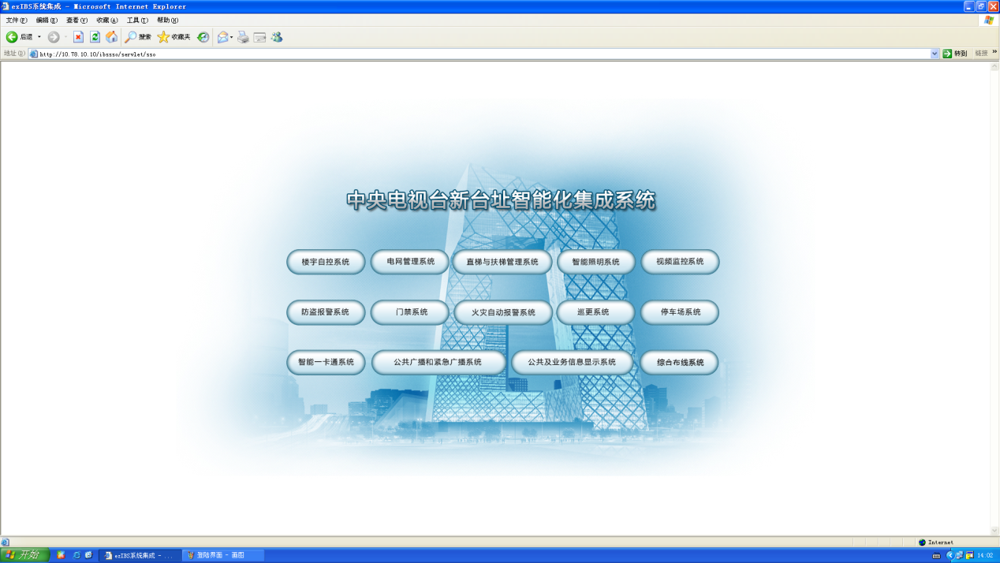 ezIBS系统集成 - Microsoft Internet Explorer
文件(F) 编辑(E) 查看(V) 收藏(A) 工具(T) 帮助(H)
后退 搜索 收藏夹
地址(D) http://10.78.10.10/ibssso/servlet/sso 转到 链接 »
中央电视台新台址智能化集成系统
楼宇自控系统 电网管理系统 直梯与扶梯管理系统 智能照明系统 视频监控系统
防盗报警系统 门禁系统 火灾自动报警系统 巡更系统 停车场系统
智能一卡通系统 公共广播和紧急广播系统 公共及业务信息显示系统 综合布线系统
Internet
开始 ezIBS系统集成 - ... 登陆界面 - 画图 14:02